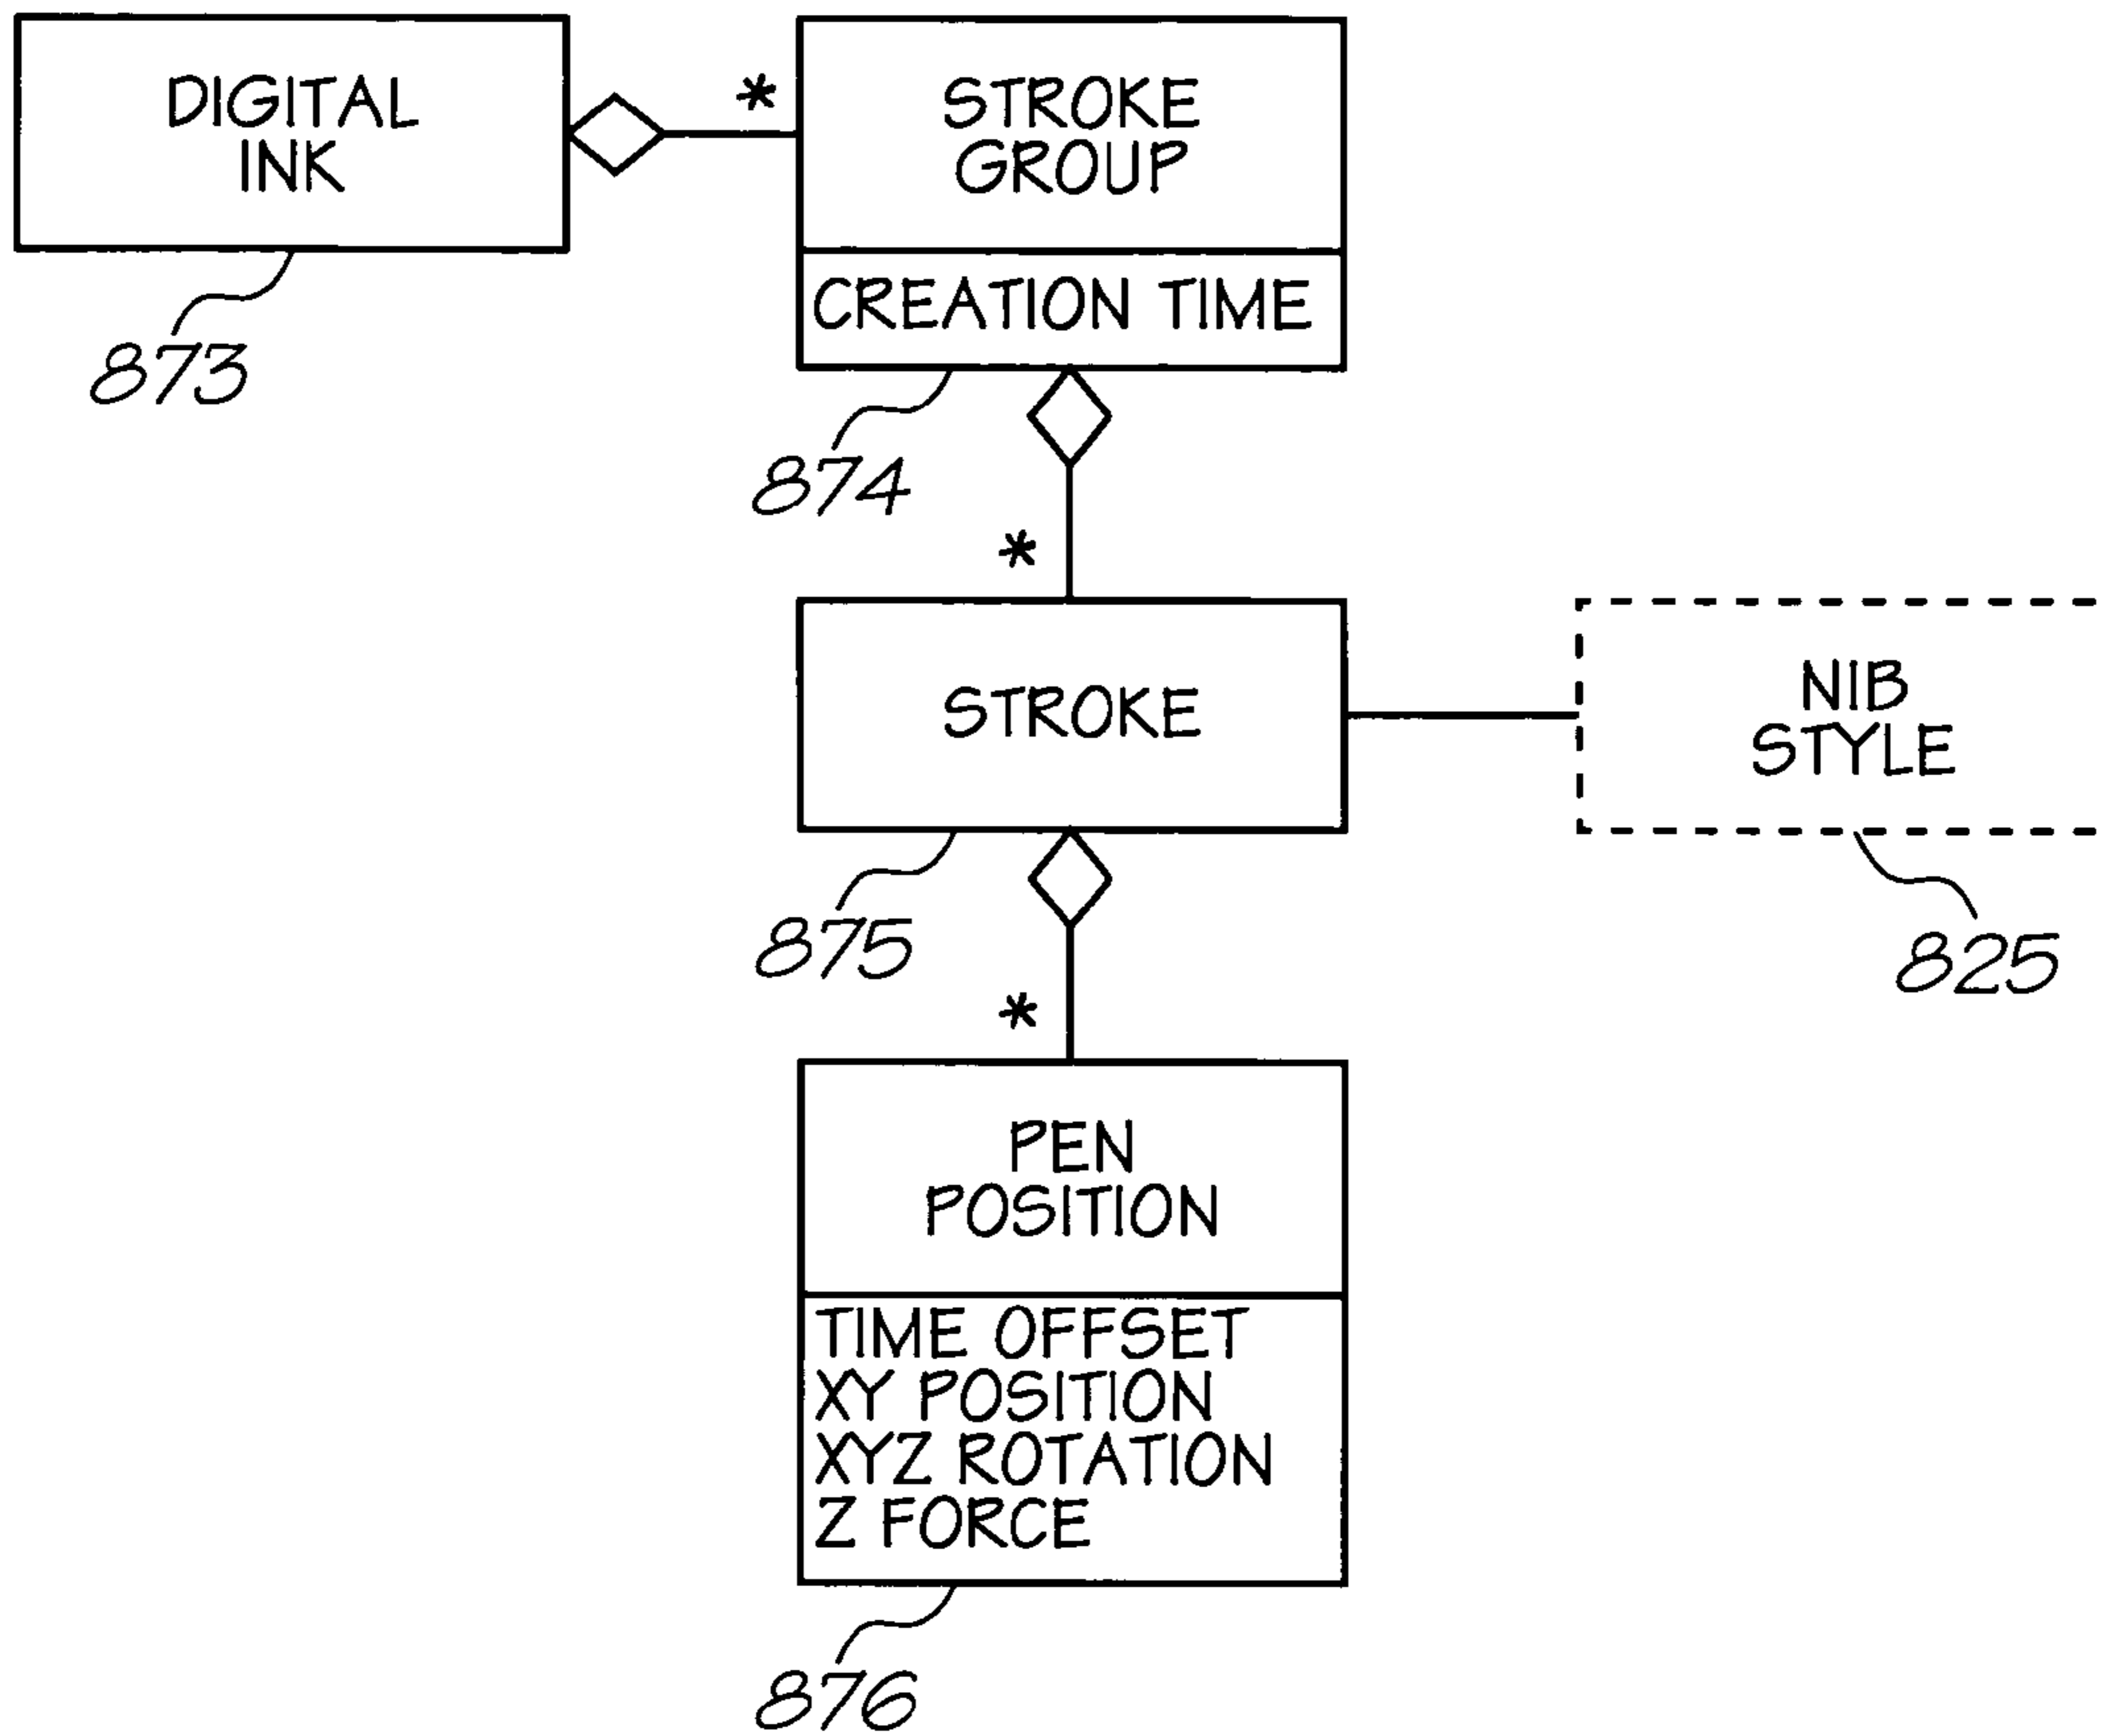 DIGITAL
INK
*
STROKE
GROUP
CREATION TIME
873
874
*
STROKE
NIB
STYLE
875
825
*
PEN
POSITION
TIME OFFSET
XY POSITION
XYZ ROTATION
Z FORCE
876